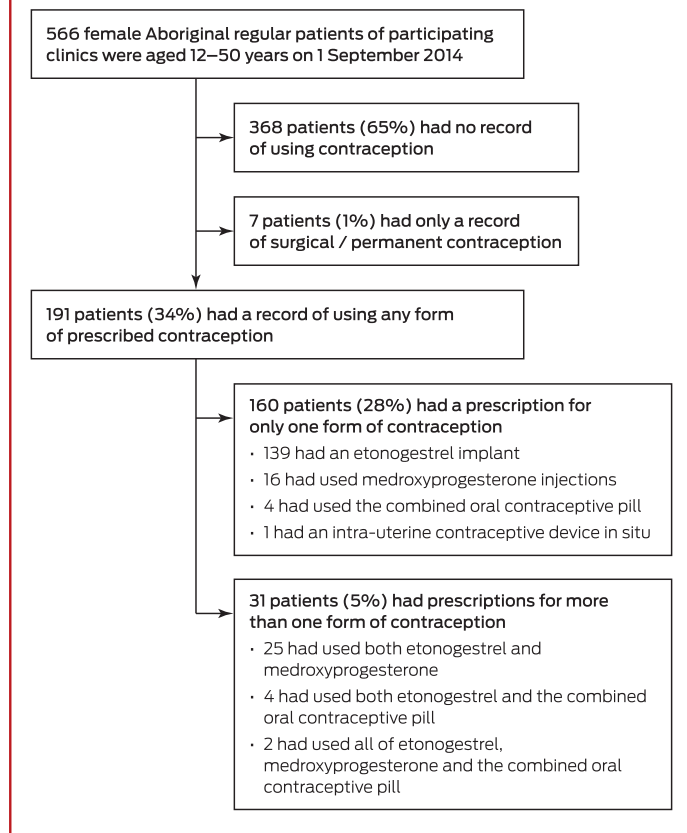 566 female Aboriginal regular patients of participating
clinics were aged 12–50 years on 1 September 2014
368 patients (65%) had no record
of using contraception
7 patients (1%) had only a record
of surgical / permanent contraception
191 patients (34%) had a record of using any form
of prescribed contraception
160 patients (28%) had a prescription for
only one form of contraception
· 139 had an etonogestrel implant
· 16 had used medroxyprogesterone injections
· 4 had used the combined oral contraceptive pill
· 1 had an intra-uterine contraceptive device in situ
31 patients (5%) had prescriptions for more
than one form of contraception
· 25 had used both etonogestrel and
medroxyprogesterone
· 4 had used both etonogestrel and the combined
oral contraceptive pill
· 2 had used all of etonogestrel,
medroxyprogesterone and the combined oral
contraceptive pill